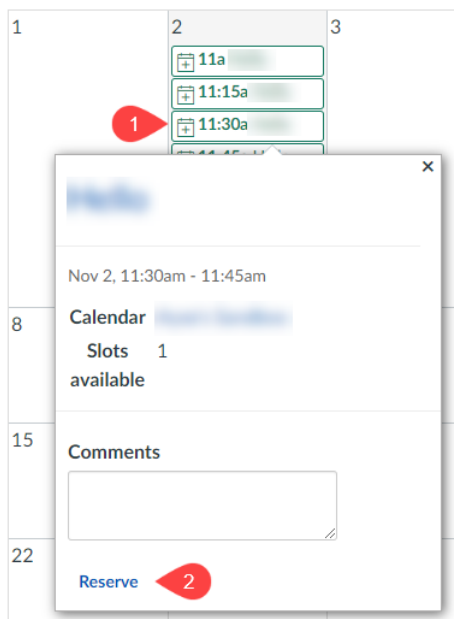 1 2 3
11a
11:15a
1 11:30a
×
Nov 2, 11:30am - 11:45am
8 Calendar
Slots 1
available
15 Comments
22
Reserve 2